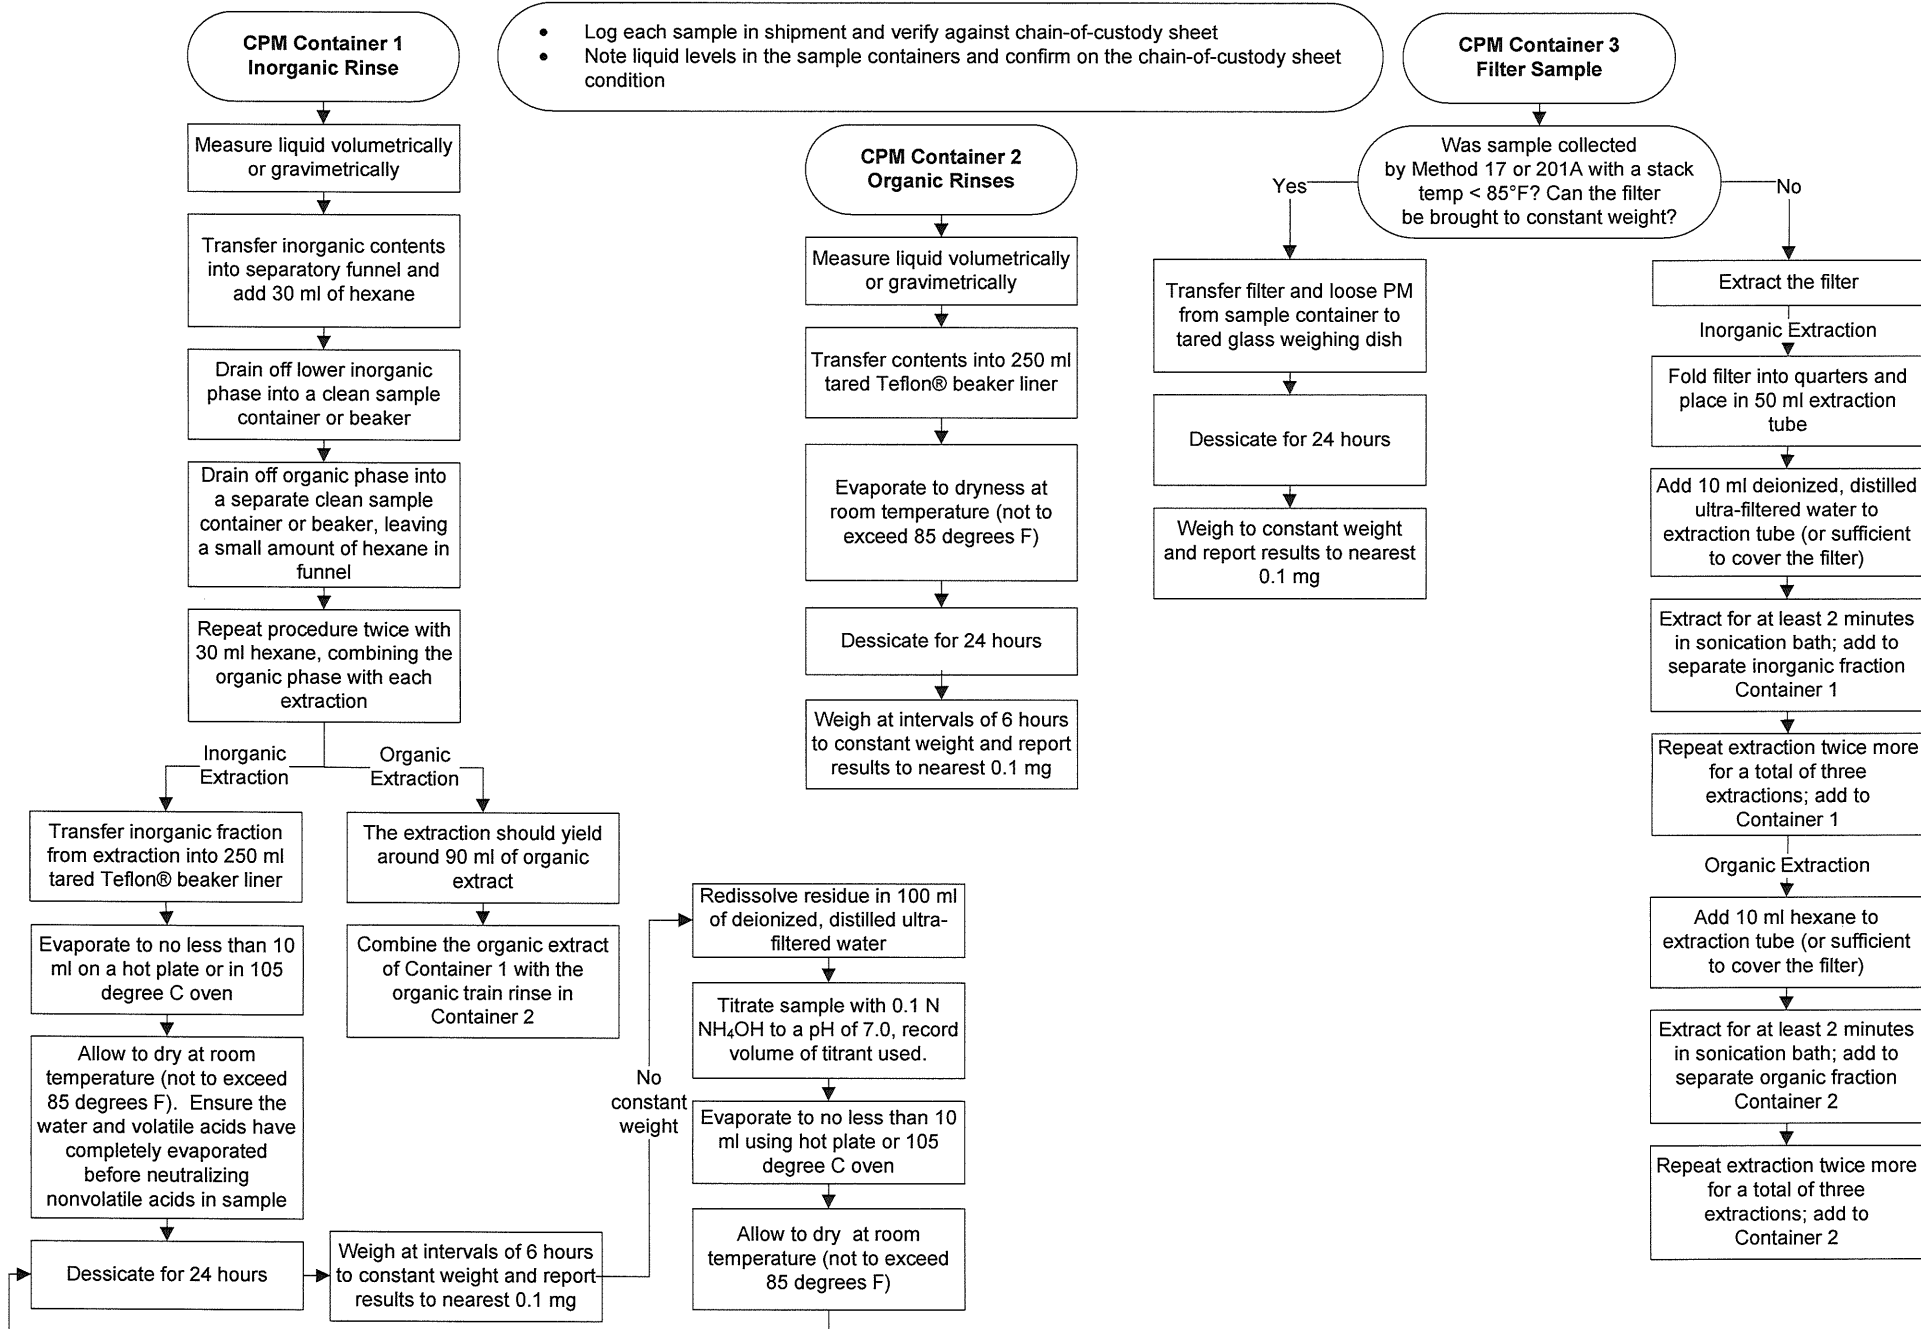 CPM Container 1
Inorganic Rinse
Measure liquid volumetrically
or gravimetrically
Transfer inorganic contents
into separatory funnel and
add 30 ml of hexane
Drain off lower inorganic
phase into a clean sample
container or beaker
Drain off organic phase into
a separate clean sample
container or beaker, leaving
a small amount of hexane in
funnel
Repeat procedure twice with
30 ml hexane, combining the
organic phase with each
extraction
Inorganic
Extraction
Organic
Extraction
Transfer inorganic fraction
from extraction into 250 ml
tared Teflon® beaker liner
Evaporate to no less than 10
ml on a hot plate or in 105
degree C oven
Allow to dry at room
temperature (not to exceed
85 degrees F). Ensure the
water and volatile acids have
completely evaporated
before neutralizing
nonvolatile acids in sample
Dessicate for 24 hours
The extraction should yield
around 90 ml of organic
extract
Combine the organic extract
of Container 1 with the
organic train rinse in
Container 2
Weigh at intervals of 6 hours
to constant weight and report
results to nearest 0.1 mg
No
constant
weight
Redissolve residue in 100 ml
of deionized, distilled ultra-
filtered water
Titrate sample with 0.1 N
NH₄OH to a pH of 7.0, record
volume of titrant used.
Evaporate to no less than 10
ml using hot plate or 105
degree C oven
Allow to dry at room
temperature (not to exceed
85 degrees F)
• Log each sample in shipment and verify against chain-of-custody sheet
• Note liquid levels in the sample containers and confirm on the chain-of-custody sheet
condition
CPM Container 2
Organic Rinses
Measure liquid volumetrically
or gravimetrically
Transfer contents into 250 ml
tared Teflon® beaker liner
Evaporate to dryness at
room temperature (not to
exceed 85 degrees F)
Dessicate for 24 hours
Weigh at intervals of 6 hours
to constant weight and report
results to nearest 0.1 mg
CPM Container 3
Filter Sample
Was sample collected
by Method 17 or 201A with a stack
temp < 85°F? Can the filter
be brought to constant weight?
Yes
No
Transfer filter and loose PM
from sample container to
tared glass weighing dish
Dessicate for 24 hours
Weigh to constant weight
and report results to nearest
0.1 mg
Extract the filter
Inorganic Extraction
Fold filter into quarters and
place in 50 ml extraction
tube
Add 10 ml deionized, distilled
ultra-filtered water to
extraction tube (or sufficient
to cover the filter)
Extract for at least 2 minutes
in sonication bath; add to
separate inorganic fraction
Container 1
Repeat extraction twice more
for a total of three
extractions; add to
Container 1
Organic Extraction
Add 10 ml hexane to
extraction tube (or sufficient
to cover the filter)
Extract for at least 2 minutes
in sonication bath; add to
separate organic fraction
Container 2
Repeat extraction twice more
for a total of three
extractions; add to
Container 2